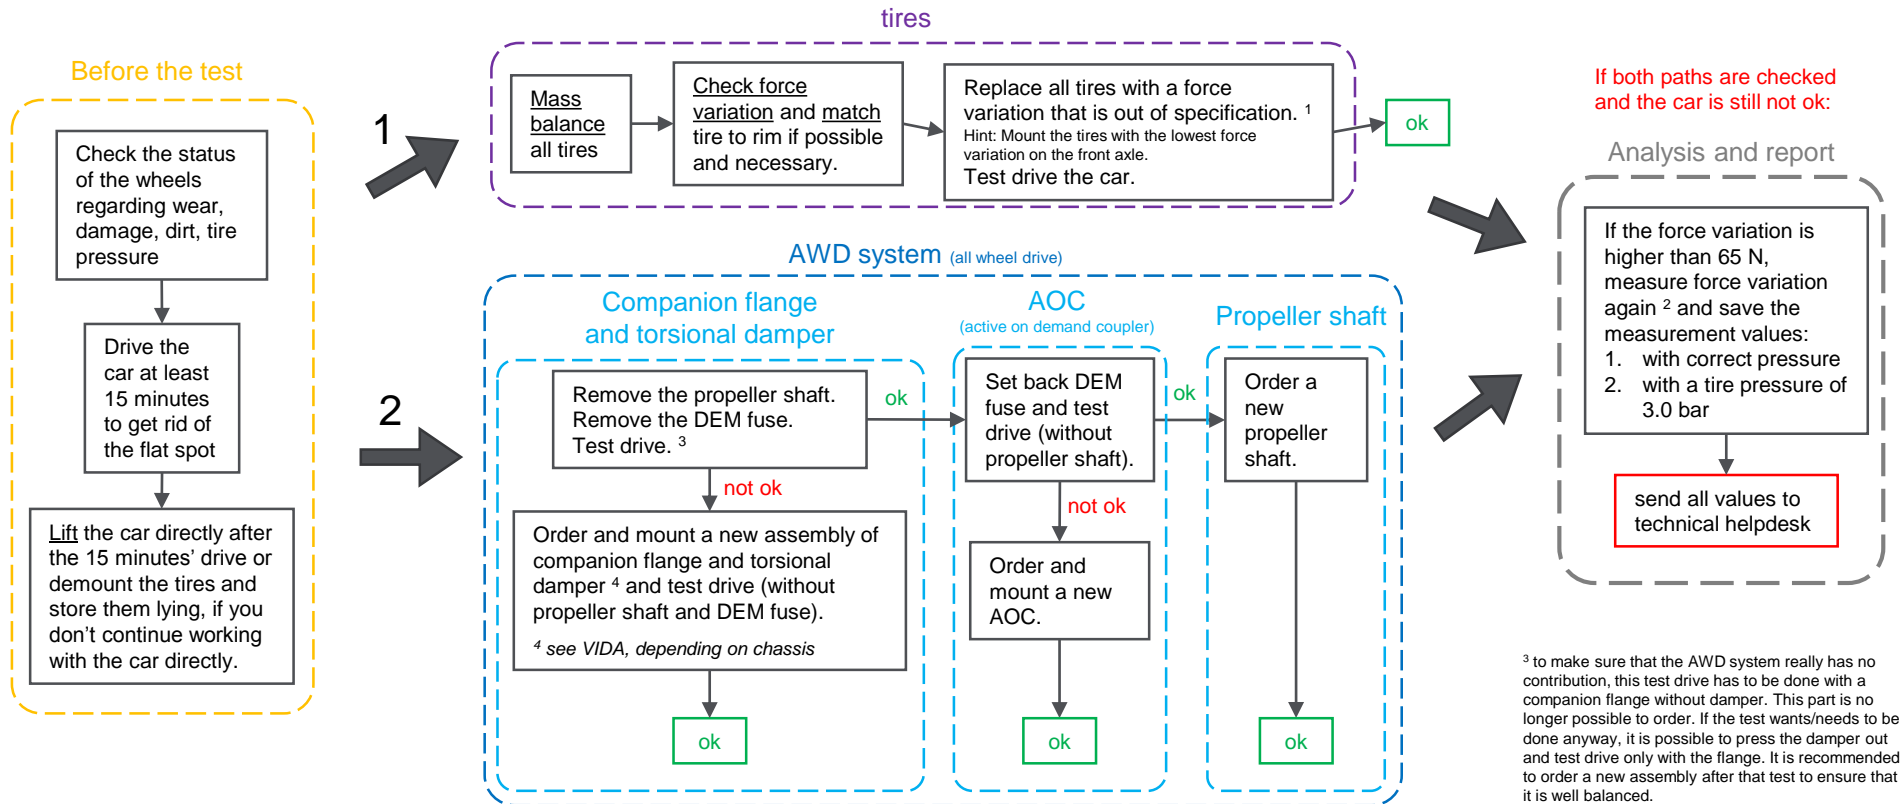 Before the test
Check the status
of the wheels
regarding wear,
damage, dirt, tire
pressure
Drive the
car at least
15 minutes
to get rid of
the flat spot
Lift the car directly after
the 15 minutes’ drive or
demount the tires and
store them lying, if you
don’t continue working
with the car directly.
1
tires
Mass
balance
all tires
Check force
variation and match
tire to rim if possible
and necessary.
Replace all tires with a force
variation that is out of specification. 1
Hint: Mount the tires with the lowest force
variation on the front axle.
Test drive the car.
ok
2
AWD system (all wheel drive)
Companion flange
and torsional damper
Remove the propeller shaft.
Remove the DEM fuse.
Test drive. 3
ok
not ok
Order and mount a new assembly of
companion flange and torsional
damper 4 and test drive (without
propeller shaft and DEM fuse).
4 see VIDA, depending on chassis
ok
AOC
(active on demand coupler)
Set back DEM
fuse and test
drive (without
propeller shaft).
ok
not ok
Order and
mount a new
AOC.
ok
Propeller shaft
Order a
new
propeller
shaft.
ok
If both paths are checked
and the car is still not ok:
Analysis and report
If the force variation is
higher than 65 N,
measure force variation
again 2 and save the
measurement values:
1. with correct pressure
2. with a tire pressure of
3.0 bar
send all values to
technical helpdesk
3 to make sure that the AWD system really has no
contribution, this test drive has to be done with a
companion flange without damper. This part is no
longer possible to order. If the test wants/needs to be
done anyway, it is possible to press the damper out
and test drive only with the flange. It is recommended
to order a new assembly after that test to ensure that
it is well balanced.